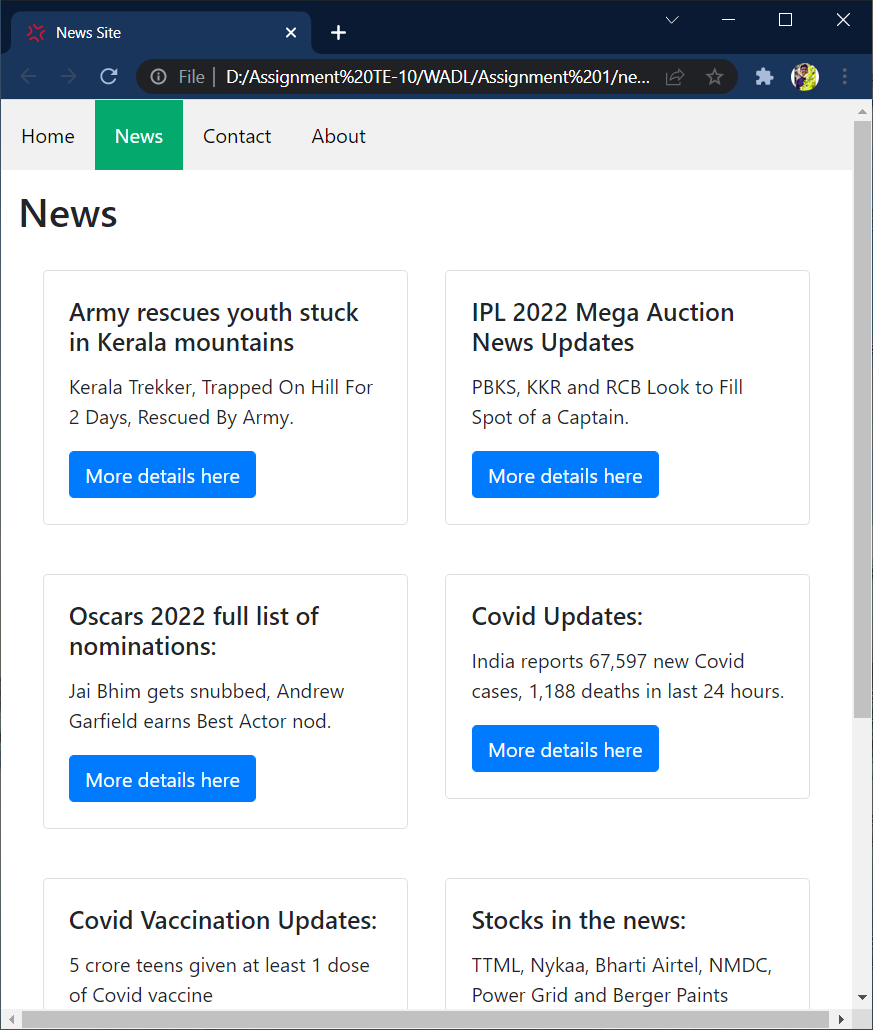 News Site
File | D:/Assignment%20TE-10/WADL/Assignment%201/ne...
Home News Contact About
News
Army rescues youth stuck
in Kerala mountains
Kerala Trekker, Trapped On Hill For
2 Days, Rescued By Army.
More details here
IPL 2022 Mega Auction
News Updates
PBKS, KKR and RCB Look to Fill
Spot of a Captain.
More details here
Oscars 2022 full list of
nominations:
Jai Bhim gets snubbed, Andrew
Garfield earns Best Actor nod.
More details here
Covid Updates:
India reports 67,597 new Covid
cases, 1,188 deaths in last 24 hours.
More details here
Covid Vaccination Updates:
5 crore teens given at least 1 dose
of Covid vaccine
Stocks in the news:
TTML, Nykaa, Bharti Airtel, NMDC,
Power Grid and Berger Paints